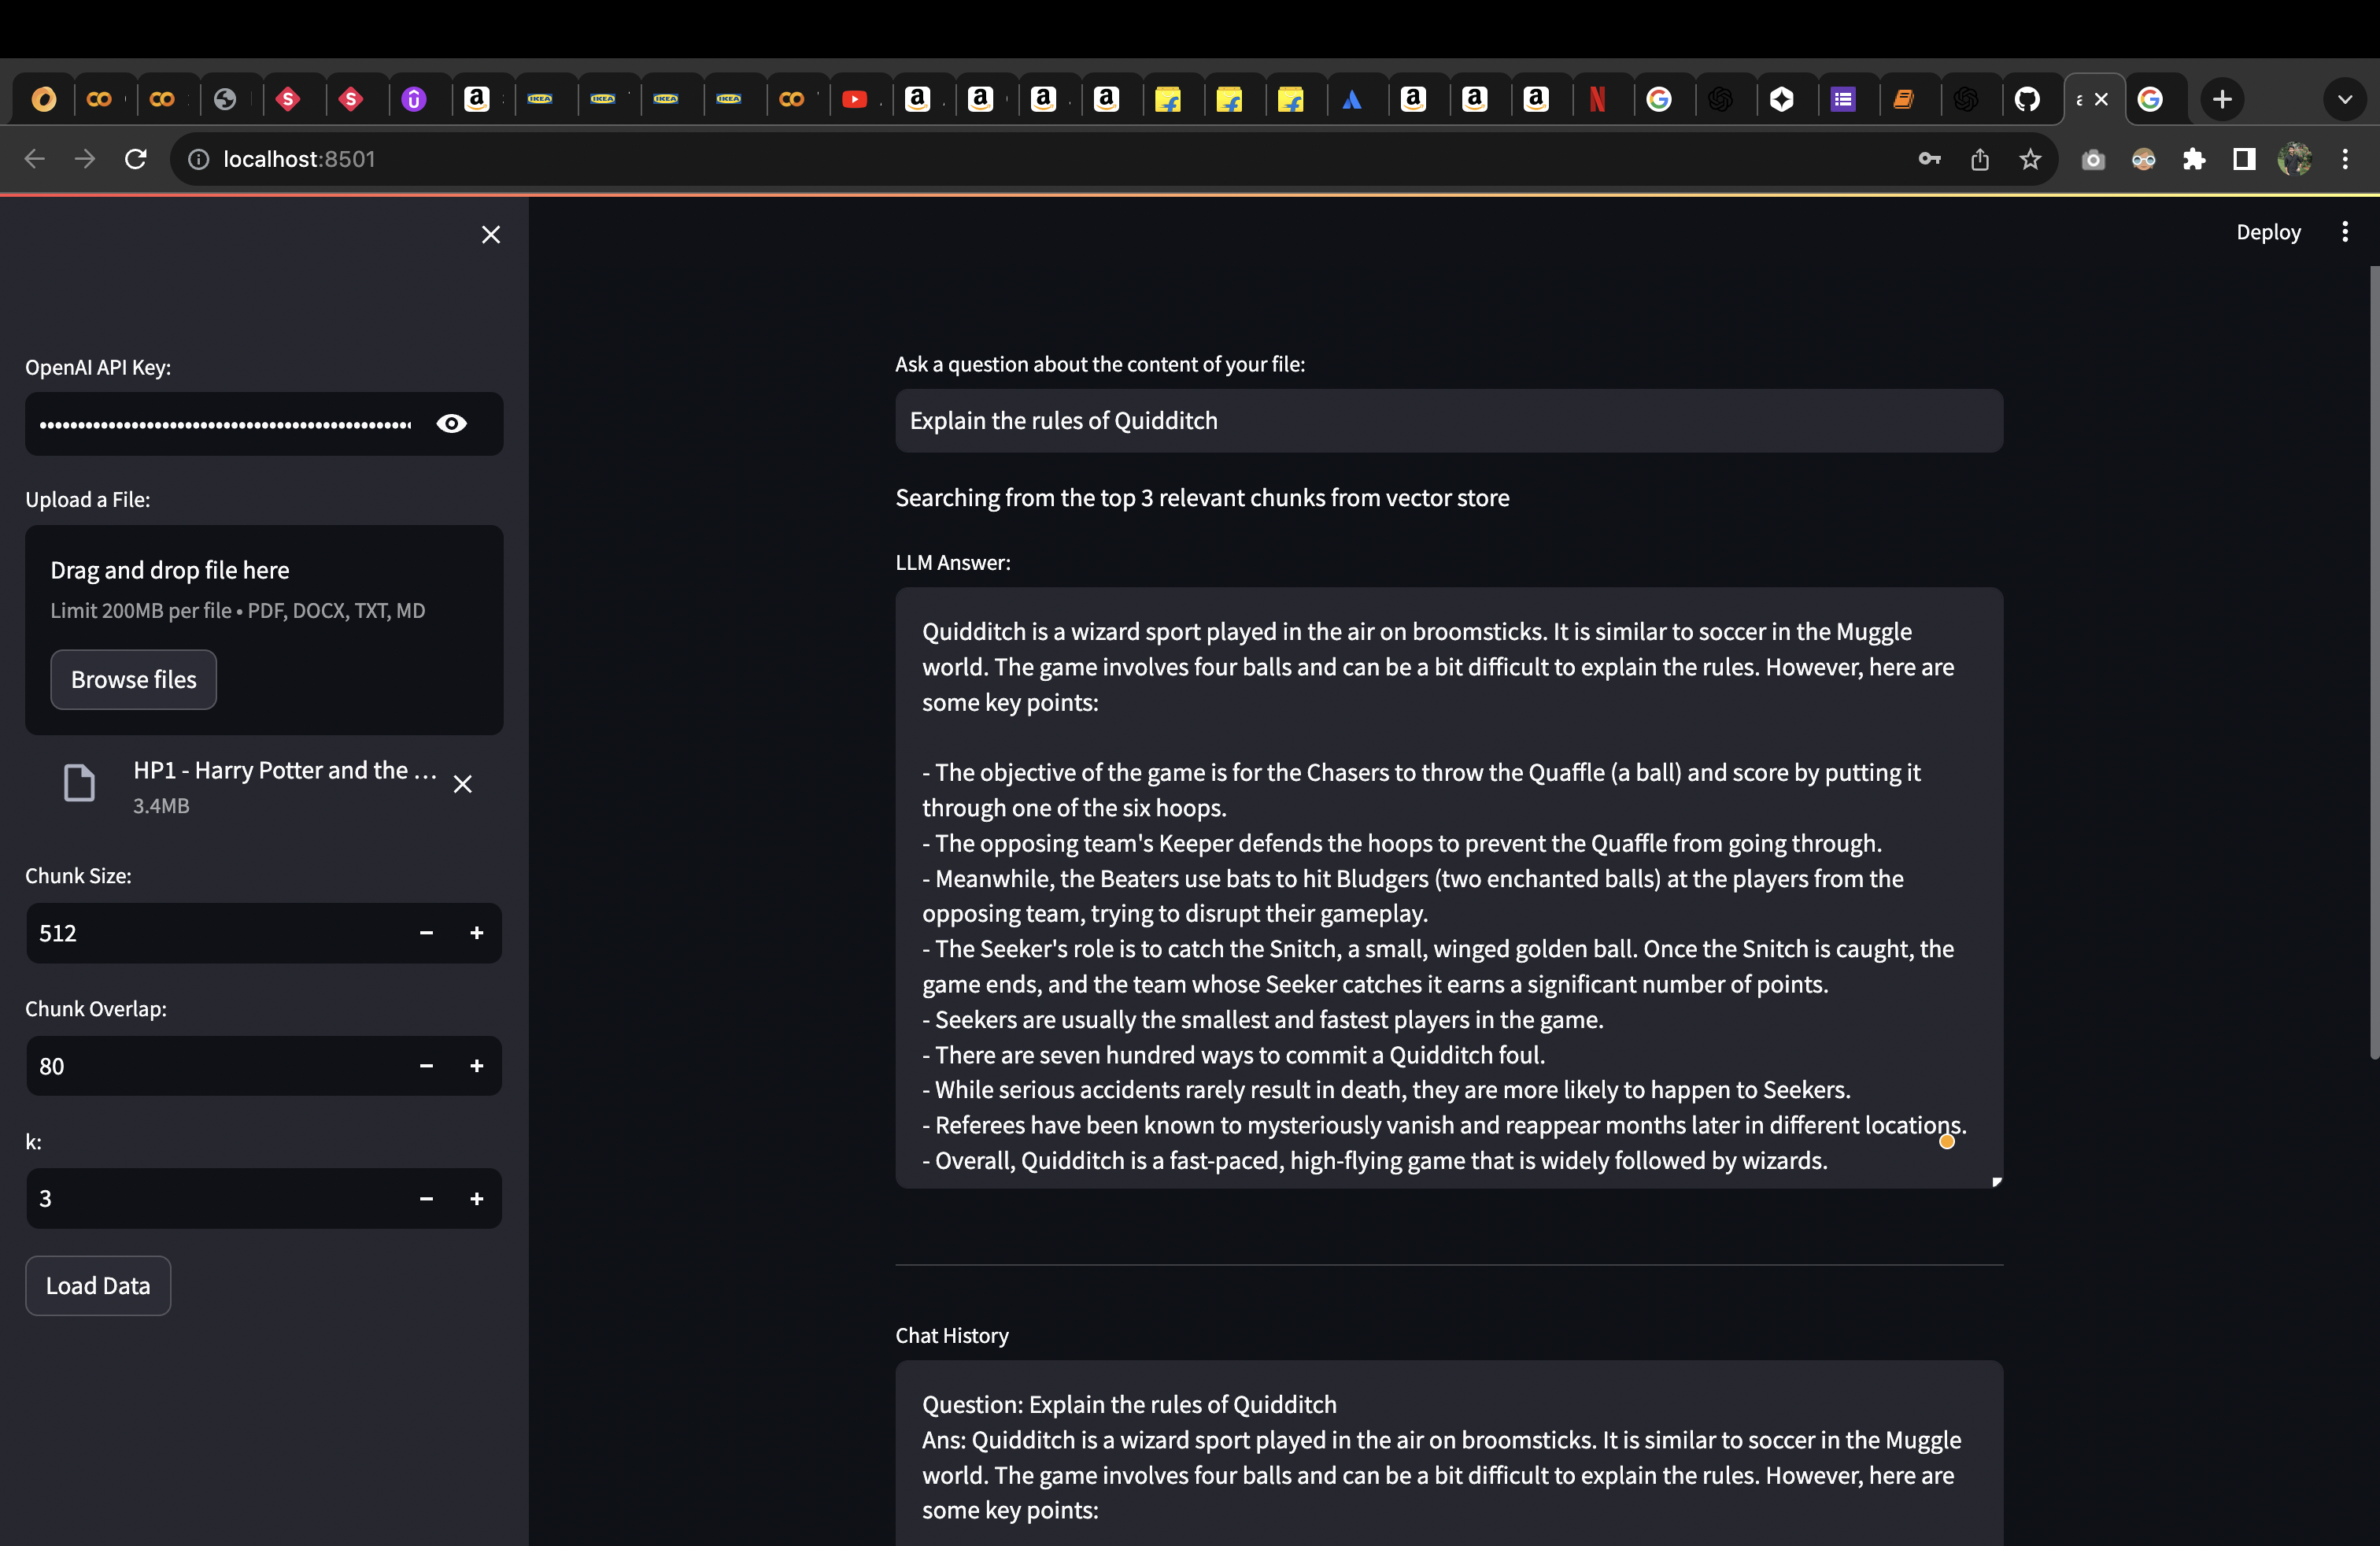 localhost:8501
Deploy
OpenAI API Key:
Upload a File:
Drag and drop file here
Limit 200MB per file • PDF, DOCX, TXT, MD
Browse files
HP1 - Harry Potter and the ...
3.4MB
Chunk Size:
512
Chunk Overlap:
80
k:
3
Load Data
Ask a question about the content of your file:
Explain the rules of Quidditch
Searching from the top 3 relevant chunks from vector store
LLM Answer:
Quidditch is a wizard sport played in the air on broomsticks. It is similar to soccer in the Muggle
world. The game involves four balls and can be a bit difficult to explain the rules. However, here are
some key points:
- The objective of the game is for the Chasers to throw the Quaffle (a ball) and score by putting it
through one of the six hoops.
- The opposing team's Keeper defends the hoops to prevent the Quaffle from going through.
- Meanwhile, the Beaters use bats to hit Bludgers (two enchanted balls) at the players from the
opposing team, trying to disrupt their gameplay.
- The Seeker's role is to catch the Snitch, a small, winged golden ball. Once the Snitch is caught, the
game ends, and the team whose Seeker catches it earns a significant number of points.
- Seekers are usually the smallest and fastest players in the game.
- There are seven hundred ways to commit a Quidditch foul.
- While serious accidents rarely result in death, they are more likely to happen to Seekers.
- Referees have been known to mysteriously vanish and reappear months later in different locations.
- Overall, Quidditch is a fast-paced, high-flying game that is widely followed by wizards.
Chat History
Question: Explain the rules of Quidditch
Ans: Quidditch is a wizard sport played in the air on broomsticks. It is similar to soccer in the Muggle
world. The game involves four balls and can be a bit difficult to explain the rules. However, here are
some key points: